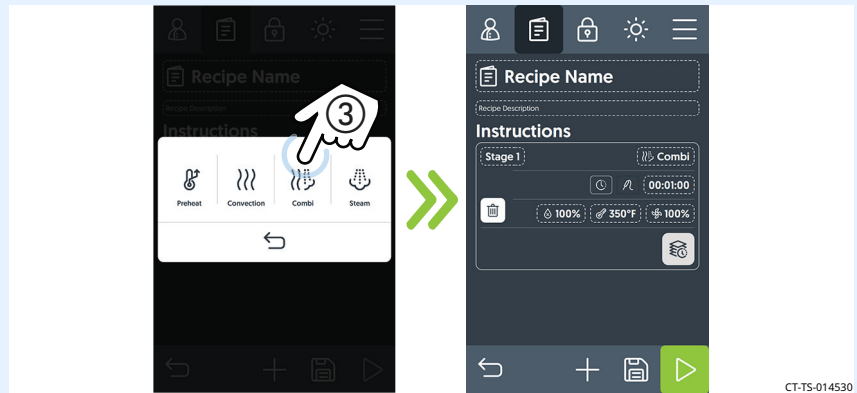 Recipe Name
Recipe Description
Instructions
3
Preheat
Convection
Combi
Steam
Recipe Name
Recipe Description
Instructions
Stage 1
Combi
00:01:00
100%
350°F
100%
CT-TS-014530